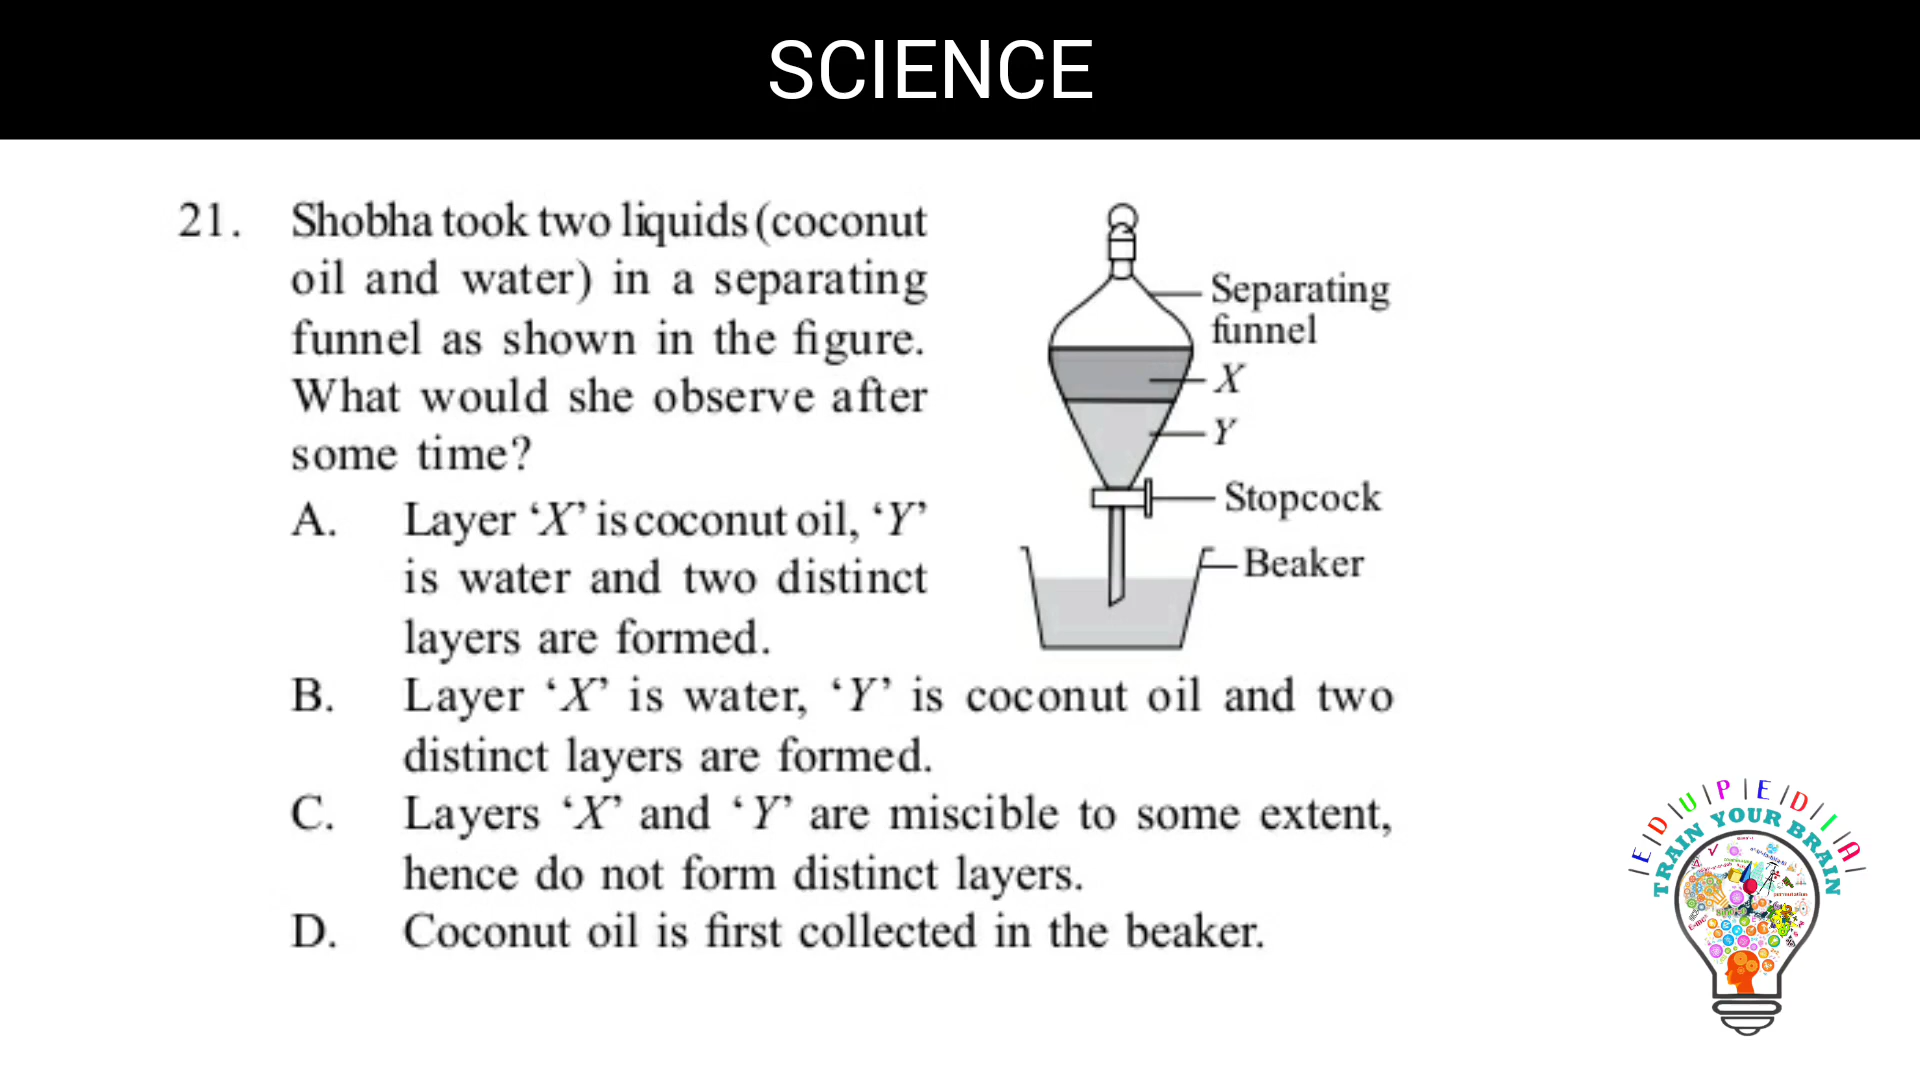 SCIENCE
21. Shobha took two liquids (coconut
oil and water) in a separating
funnel as shown in the figure.
What would she observe after
some time?
A. Layer ‘X’ is coconut oil, ‘Y’
is water and two distinct
layers are formed.
B. Layer ‘X’ is water, ‘Y’ is coconut oil and two
distinct layers are formed.
C. Layers ‘X’ and ‘Y’ are miscible to some extent,
hence do not form distinct layers.
D. Coconut oil is first collected in the beaker.
Separating
funnel
X
Y
Stopcock
Beaker
|E|D|U|P|E|D|I|A|
TRAIN YOUR BRAIN